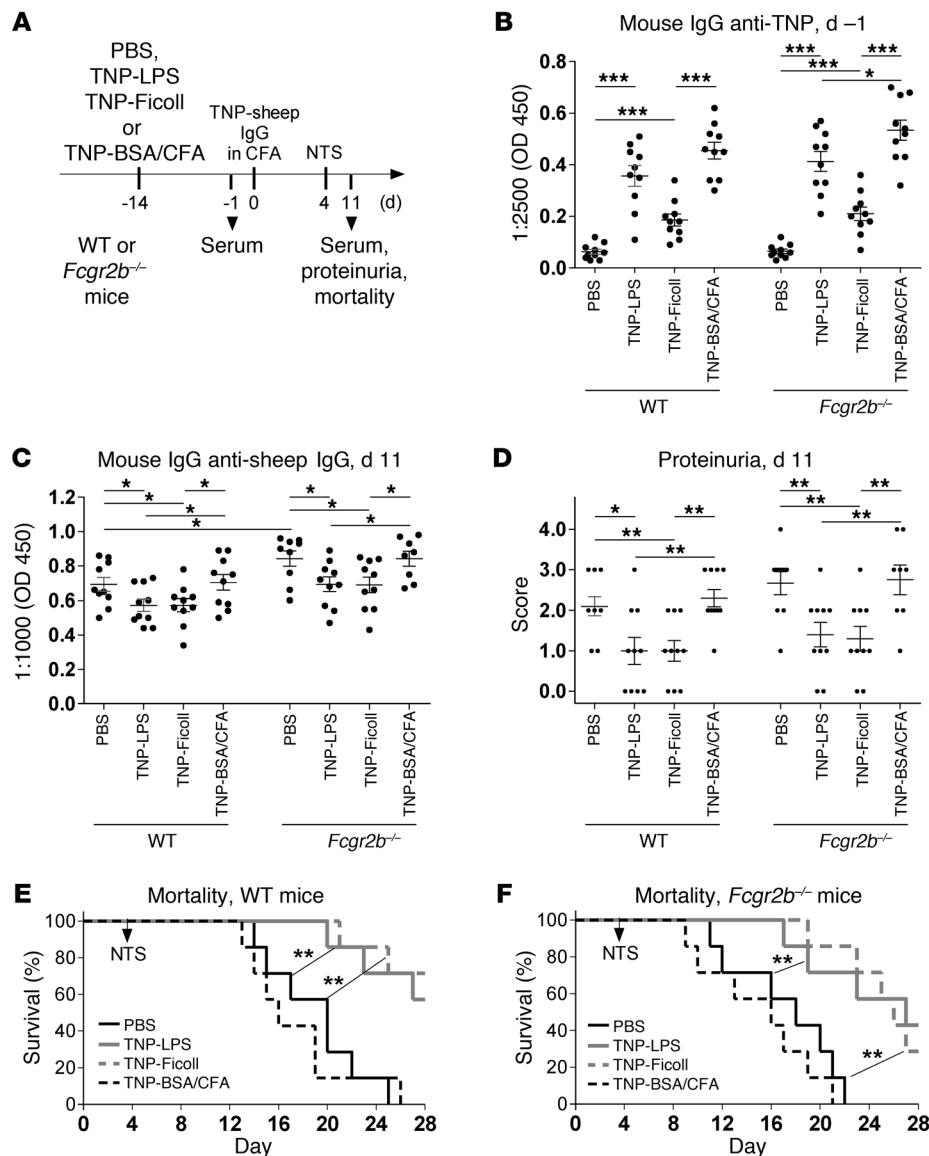 A
PBS,
TNP-LPS
TNP-Ficoll
or
TNP-BSA/CFA
TNP-sheep
IgG
in CFA
NTS
-14
-1
0
4
11
(d)
WT or
Fcgr2b–/–
mice
Serum
Serum,
proteinuria,
mortality
B
Mouse IgG anti-TNP, d –1
1:2500 (OD 450)
0.8
0.6
0.4
0.2
0.0
***
***
***
***
***
***
*
PBS
TNP-LPS
TNP-Ficoll
TNP-BSA/CFA
PBS
TNP-LPS
TNP-Ficoll
TNP-BSA/CFA
WT
Fcgr2b–/–
C
Mouse IgG anti-sheep IgG, d 11
1:1000 (OD 450)
1.2
1.0
0.8
0.6
0.4
0.2
0.0
*
*
*
*
*
*
*
*
*
PBS
TNP-LPS
TNP-Ficoll
TNP-BSA/CFA
PBS
TNP-LPS
TNP-Ficoll
TNP-BSA/CFA
WT
Fcgr2b–/–
D
Proteinuria, d 11
Score
4.0
3.0
2.0
1.0
0.0
*
**
**
**
**
**
**
**
PBS
TNP-LPS
TNP-Ficoll
TNP-BSA/CFA
PBS
TNP-LPS
TNP-Ficoll
TNP-BSA/CFA
WT
Fcgr2b–/–
E
Mortality, WT mice
Survival (%)
100
80
60
40
20
0
NTS
**
**
PBS
TNP-LPS
TNP-Ficoll
TNP-BSA/CFA
0
4
8
12
16
20
24
28
Day
F
Mortality, Fcgr2b–/– mice
Survival (%)
100
80
60
40
20
0
NTS
**
**
PBS
TNP-LPS
TNP-Ficoll
TNP-BSA/CFA
0
4
8
12
16
20
24
28
Day